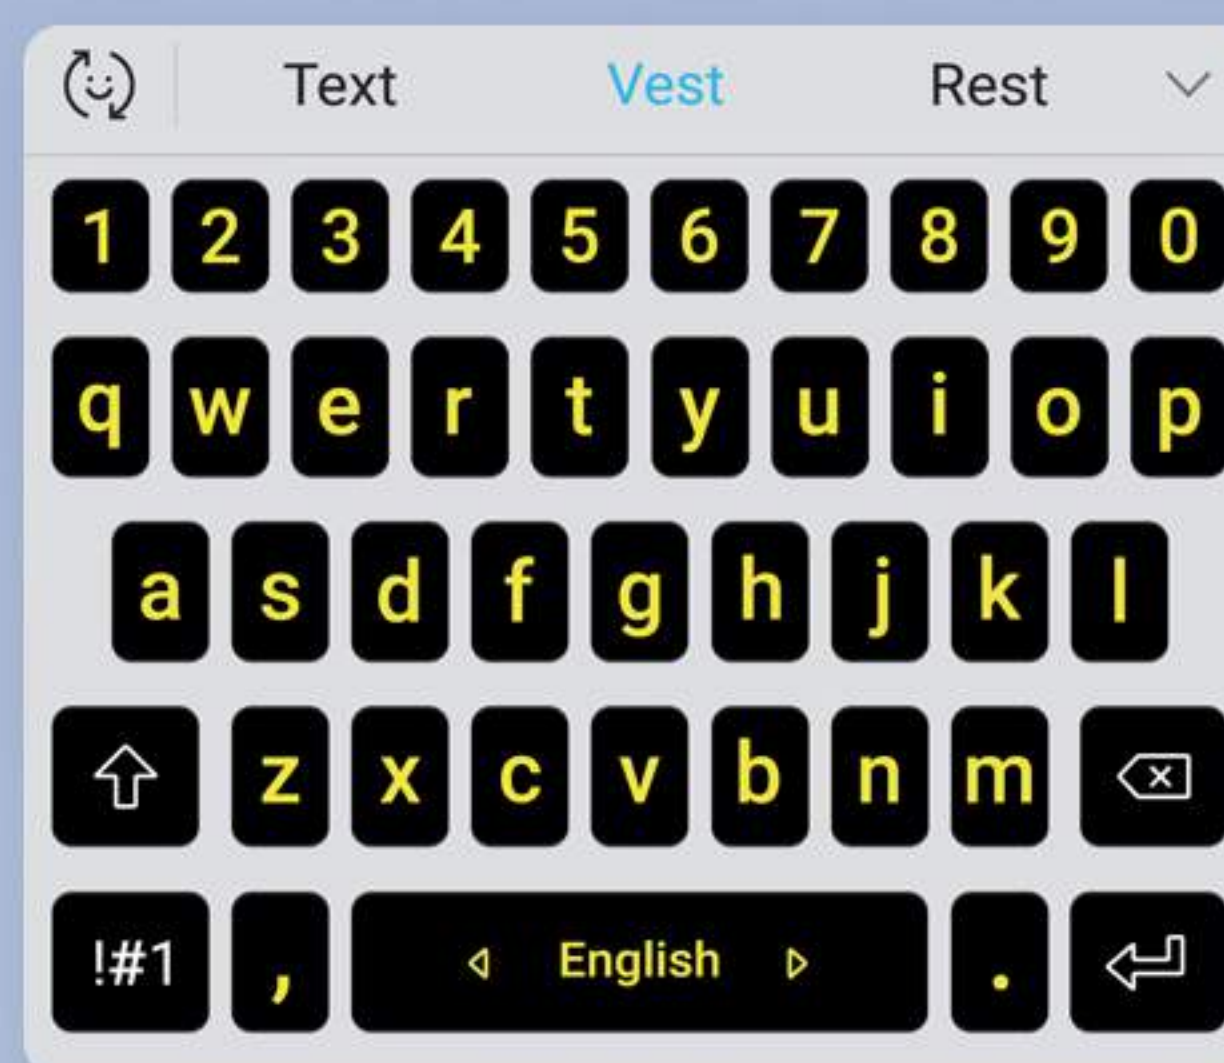 Text Vest Rest
1 2 3 4 5 6 7 8 9 0
q w e r t y u i o p
a s d f g h j k l
z x c v b n m
!#1 , English .